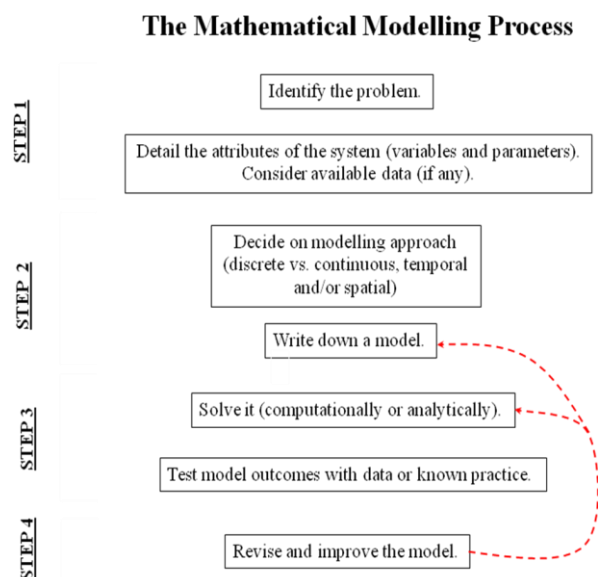 The Mathematical Modelling Process
STEP 1
Identify the problem.
Detail the attributes of the system (variables and parameters).
Consider available data (if any).
STEP 2
Decide on modelling approach
(discrete vs. continuous, temporal
and/or spatial)
Write down a model.
STEP 3
Solve it (computationally or analytically).
Test model outcomes with data or known practice.
STEP 4
Revise and improve the model.